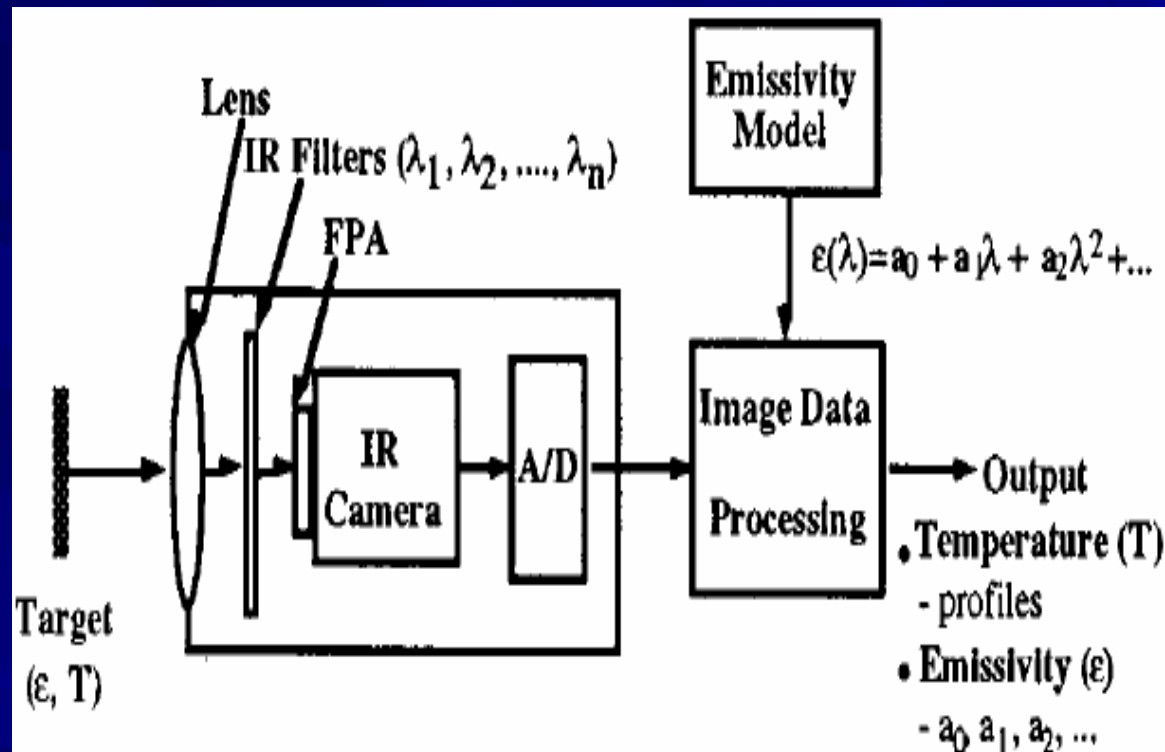 Lens
IR Filters (λ₁, λ₂, ...., λₙ)
FPA
Emissivity
Model
ε(λ)=a₀ + a₁λ + a₂λ² +...
IR
Camera
A/D
Image Data
Processing
Target
(ε, T)
Output
• Temperature (T)
- profiles
• Emissivity (ε)
- a₀, a₁, a₂, ...